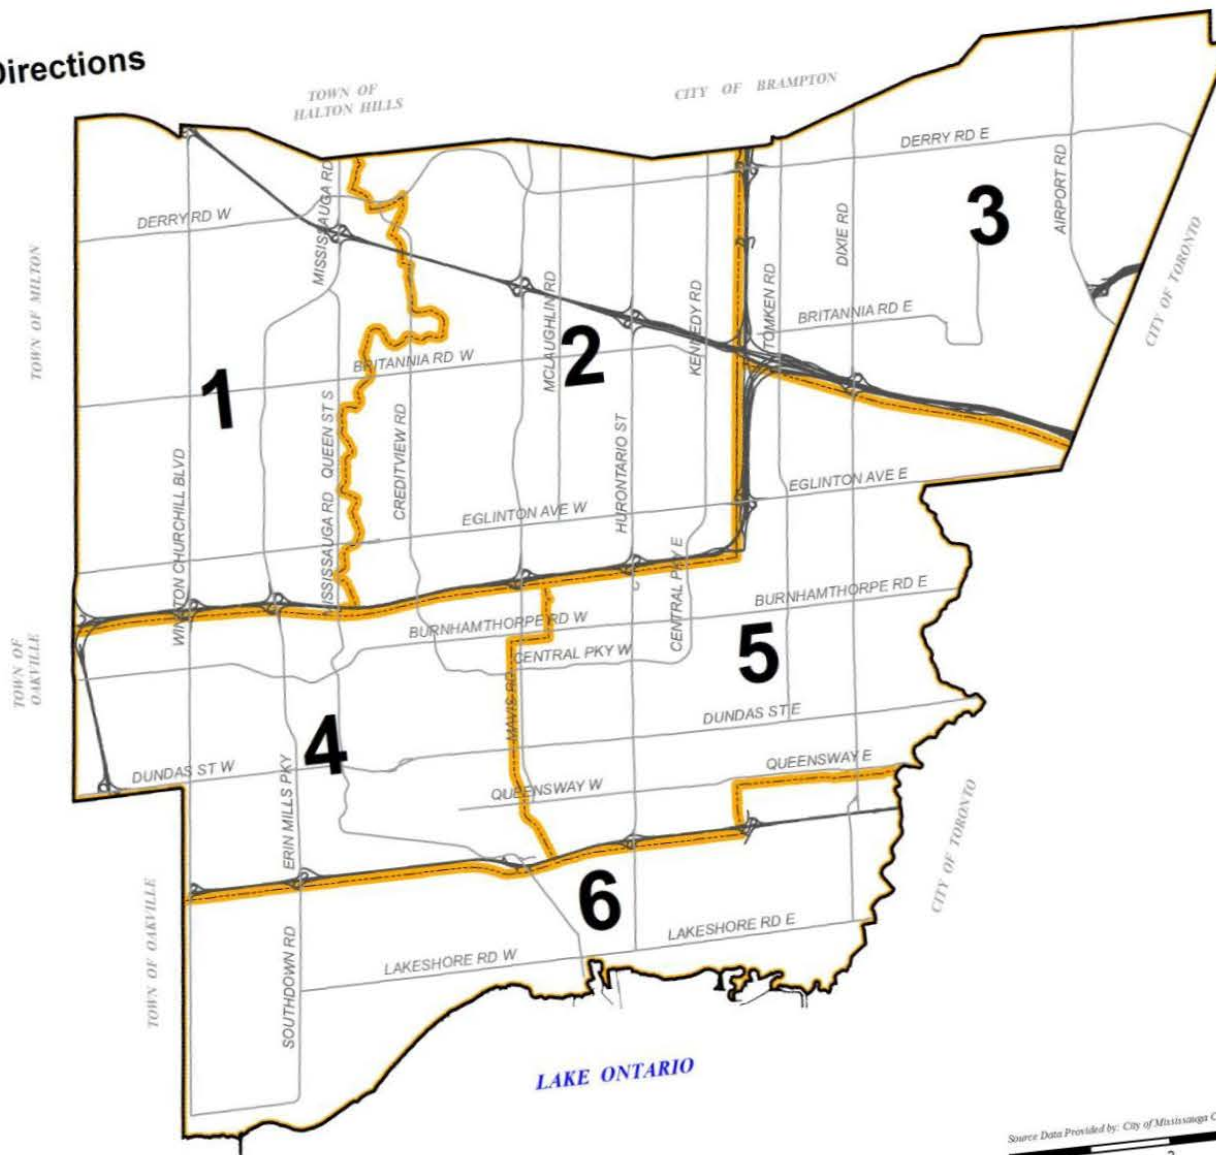 Directions
TOWN OF
HALTON HILLS
CITY OF BRAMPTON
DERRY RD E
MISSISSAUGA RD
AIRPORT RD
3
DERRY RD W
DIXIE RD
TOWN OF MILTON
CITY OF TORONTO
MCLAUGHLIN RD
KENNEDY RD
TOMKEN RD
BRITANNIA RD E
2
BRITANNIA RD W
1
QUEEN ST S
CREDITVIEW RD
HURONTARIO ST
WINSTON CHURCHILL BLVD
EGLINTON AVE E
EGLINTON AVE W
MISSISSAUGA RD
CENTRAL PKY E
BURNHAMTHORPE RD E
BURNHAMTHORPE RD W
TOWN OF
OAKVILLE
CENTRAL PKY W
5
MAVIS RD
DUNDAS ST E
4
DUNDAS ST W
QUEENSWAY E
QUEENSWAY W
ERIN MILLS PKY
CITY OF TORONTO
6
TOWN OF OAKVILLE
LAKESHORE RD E
LAKESHORE RD W
SOUTHDOWN RD
LAKE ONTARIO
Source Data Provided by: City of Mississauga